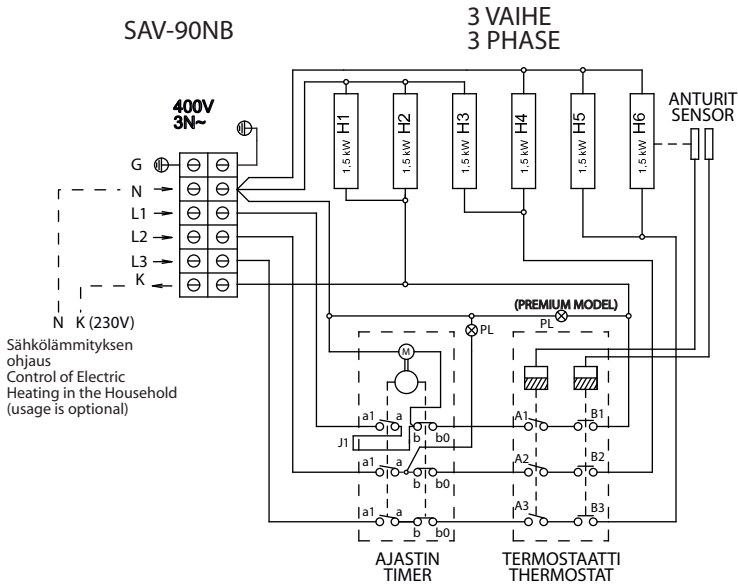 SAV-90NB
3 VAIHE
3 PHASE
400V
3N~
ANTURIT
SENSOR
H1
1,5 kW
H2
1,5 kW
H3
1,5 kW
H4
1,5 kW
H5
1,5 kW
H6
1,5 kW
G
N
L1
L2
L3
K
N K (230V)
Sähkölämmityksen
ohjaus
Control of Electric
Heating in the Household
(usage is optional)
(PREMIUM MODEL)
PL
PL
M
a1 a
b b0
J1
A1
B1
a1 a
b b0
A2
B2
a1 a
b b0
A3
B3
AJASTIN
TIMER
TERMOSTAATTI
THERMOSTAT